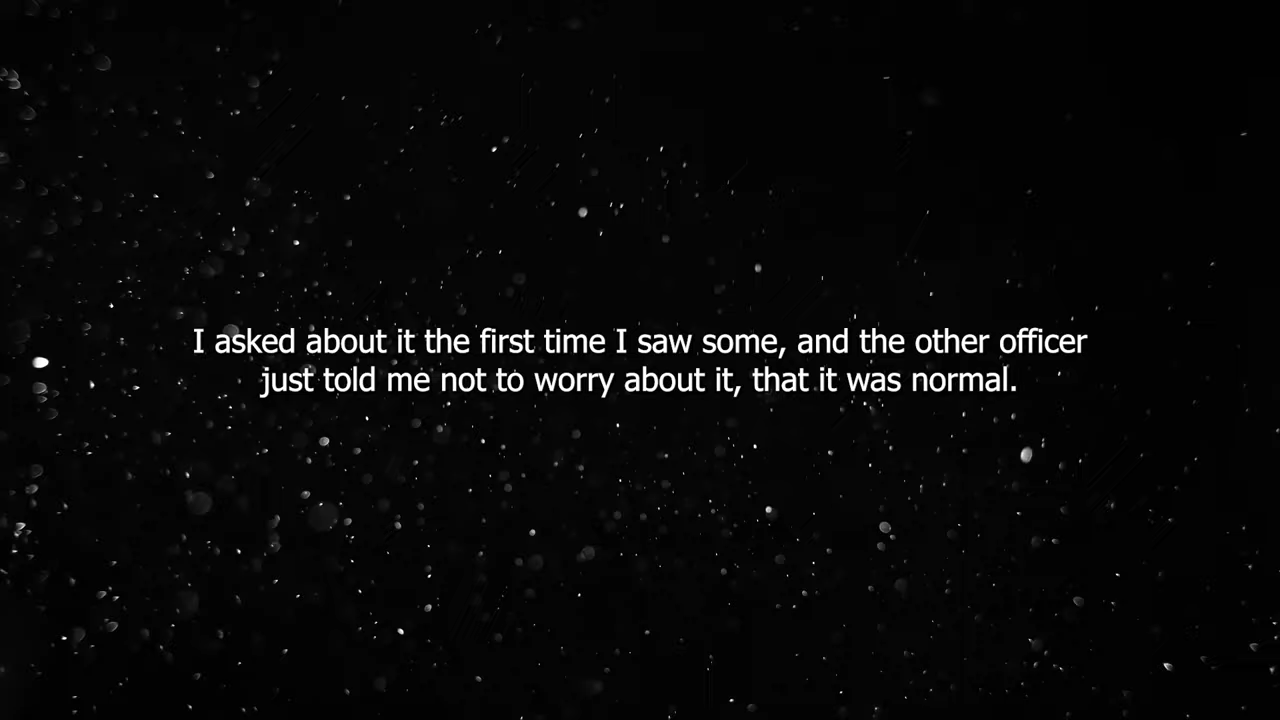 I asked about it the first time I saw some, and the other officer
just told me not to worry about it, that it was normal.